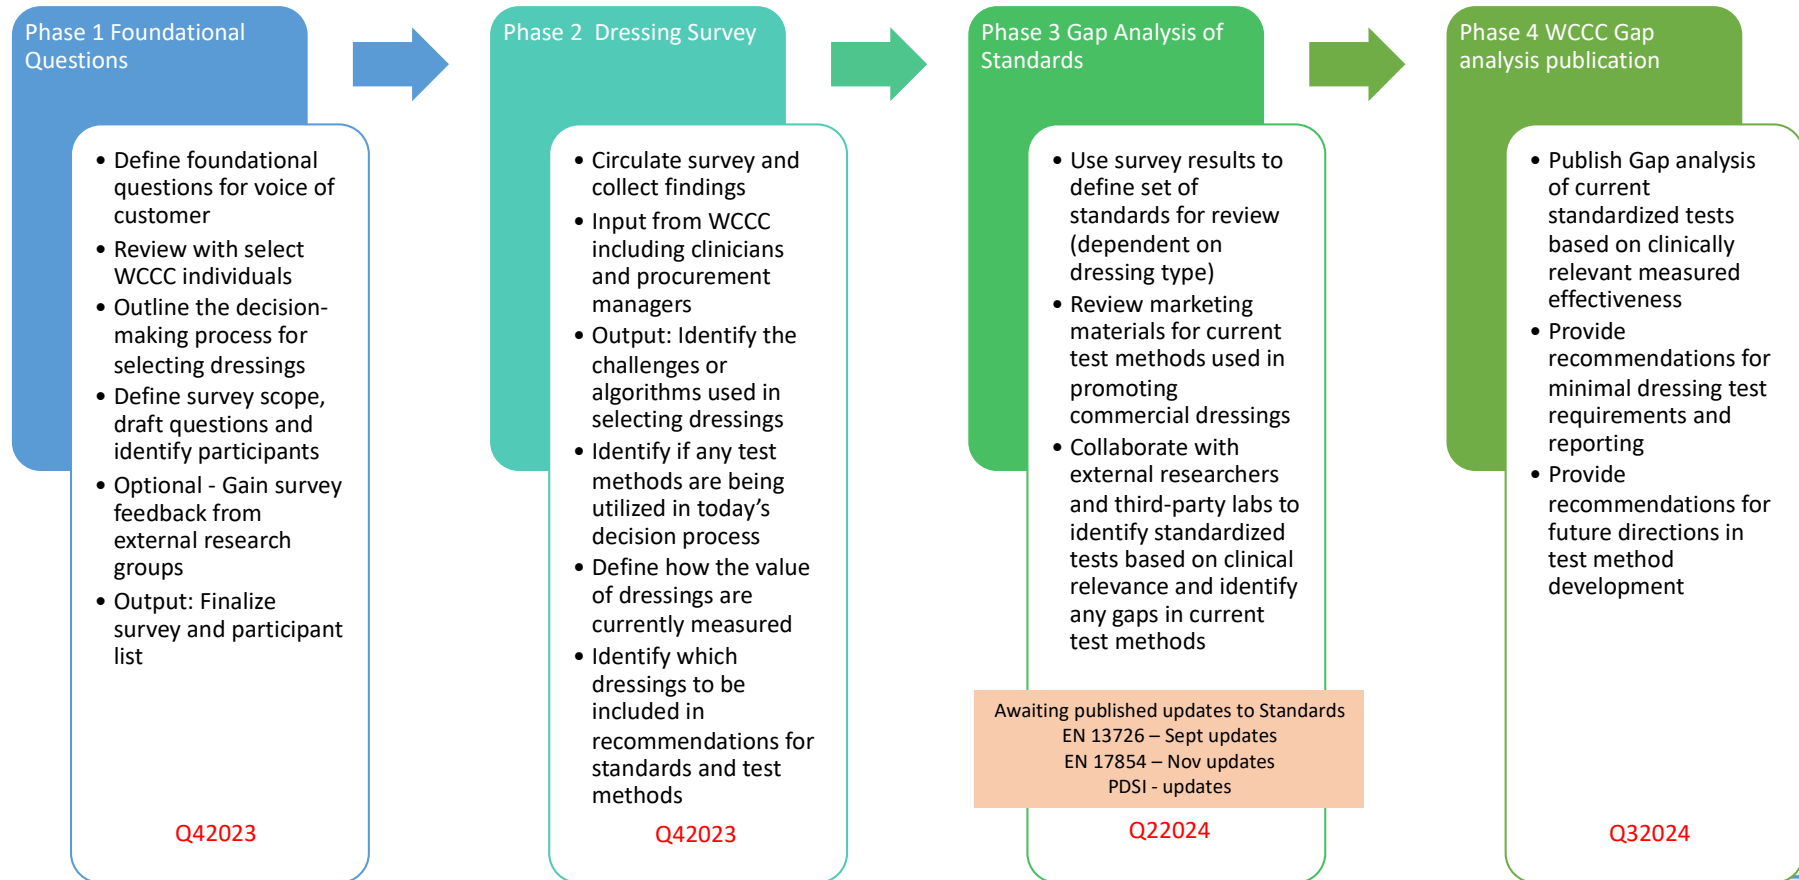 Phase 1 Foundational
Questions
• Define foundational
questions for voice of
customer
• Review with select
WCCC individuals
• Outline the decision-
making process for
selecting dressings
• Define survey scope,
draft questions and
identify participants
• Optional - Gain survey
feedback from
external research
groups
• Output: Finalize
survey and participant
list
Q42023
Phase 2  Dressing Survey
• Circulate survey and
collect findings
• Input from WCCC
including clinicians
and procurement
managers
• Output: Identify the
challenges or
algorithms used in
selecting dressings
• Identify if any test
methods are being
utilized in today's
decision process
• Define how the value
of dressings are
currently measured
• Identify which
dressings to be
included in
recommendations for
standards and test
methods
Q42023
Phase 3 Gap Analysis of
Standards
• Use survey results to
define set of
standards for review
(dependent on
dressing type)
• Review marketing
materials for current
test methods used in
promoting
commercial dressings
• Collaborate with
external researchers
and third-party labs to
identify standardized
tests based on clinical
relevance and identify
any gaps in current
test methods
Awaiting published updates to Standards
EN 13726 – Sept updates
EN 17854 – Nov updates
PDSI - updates
Q22024
Phase 4 WCCC Gap
analysis publication
• Publish Gap analysis
of current
standardized tests
based on clinically
relevant measured
effectiveness
• Provide
recommendations for
minimal dressing test
requirements and
reporting
• Provide
recommendations for
future directions in
test method
development
Q32024